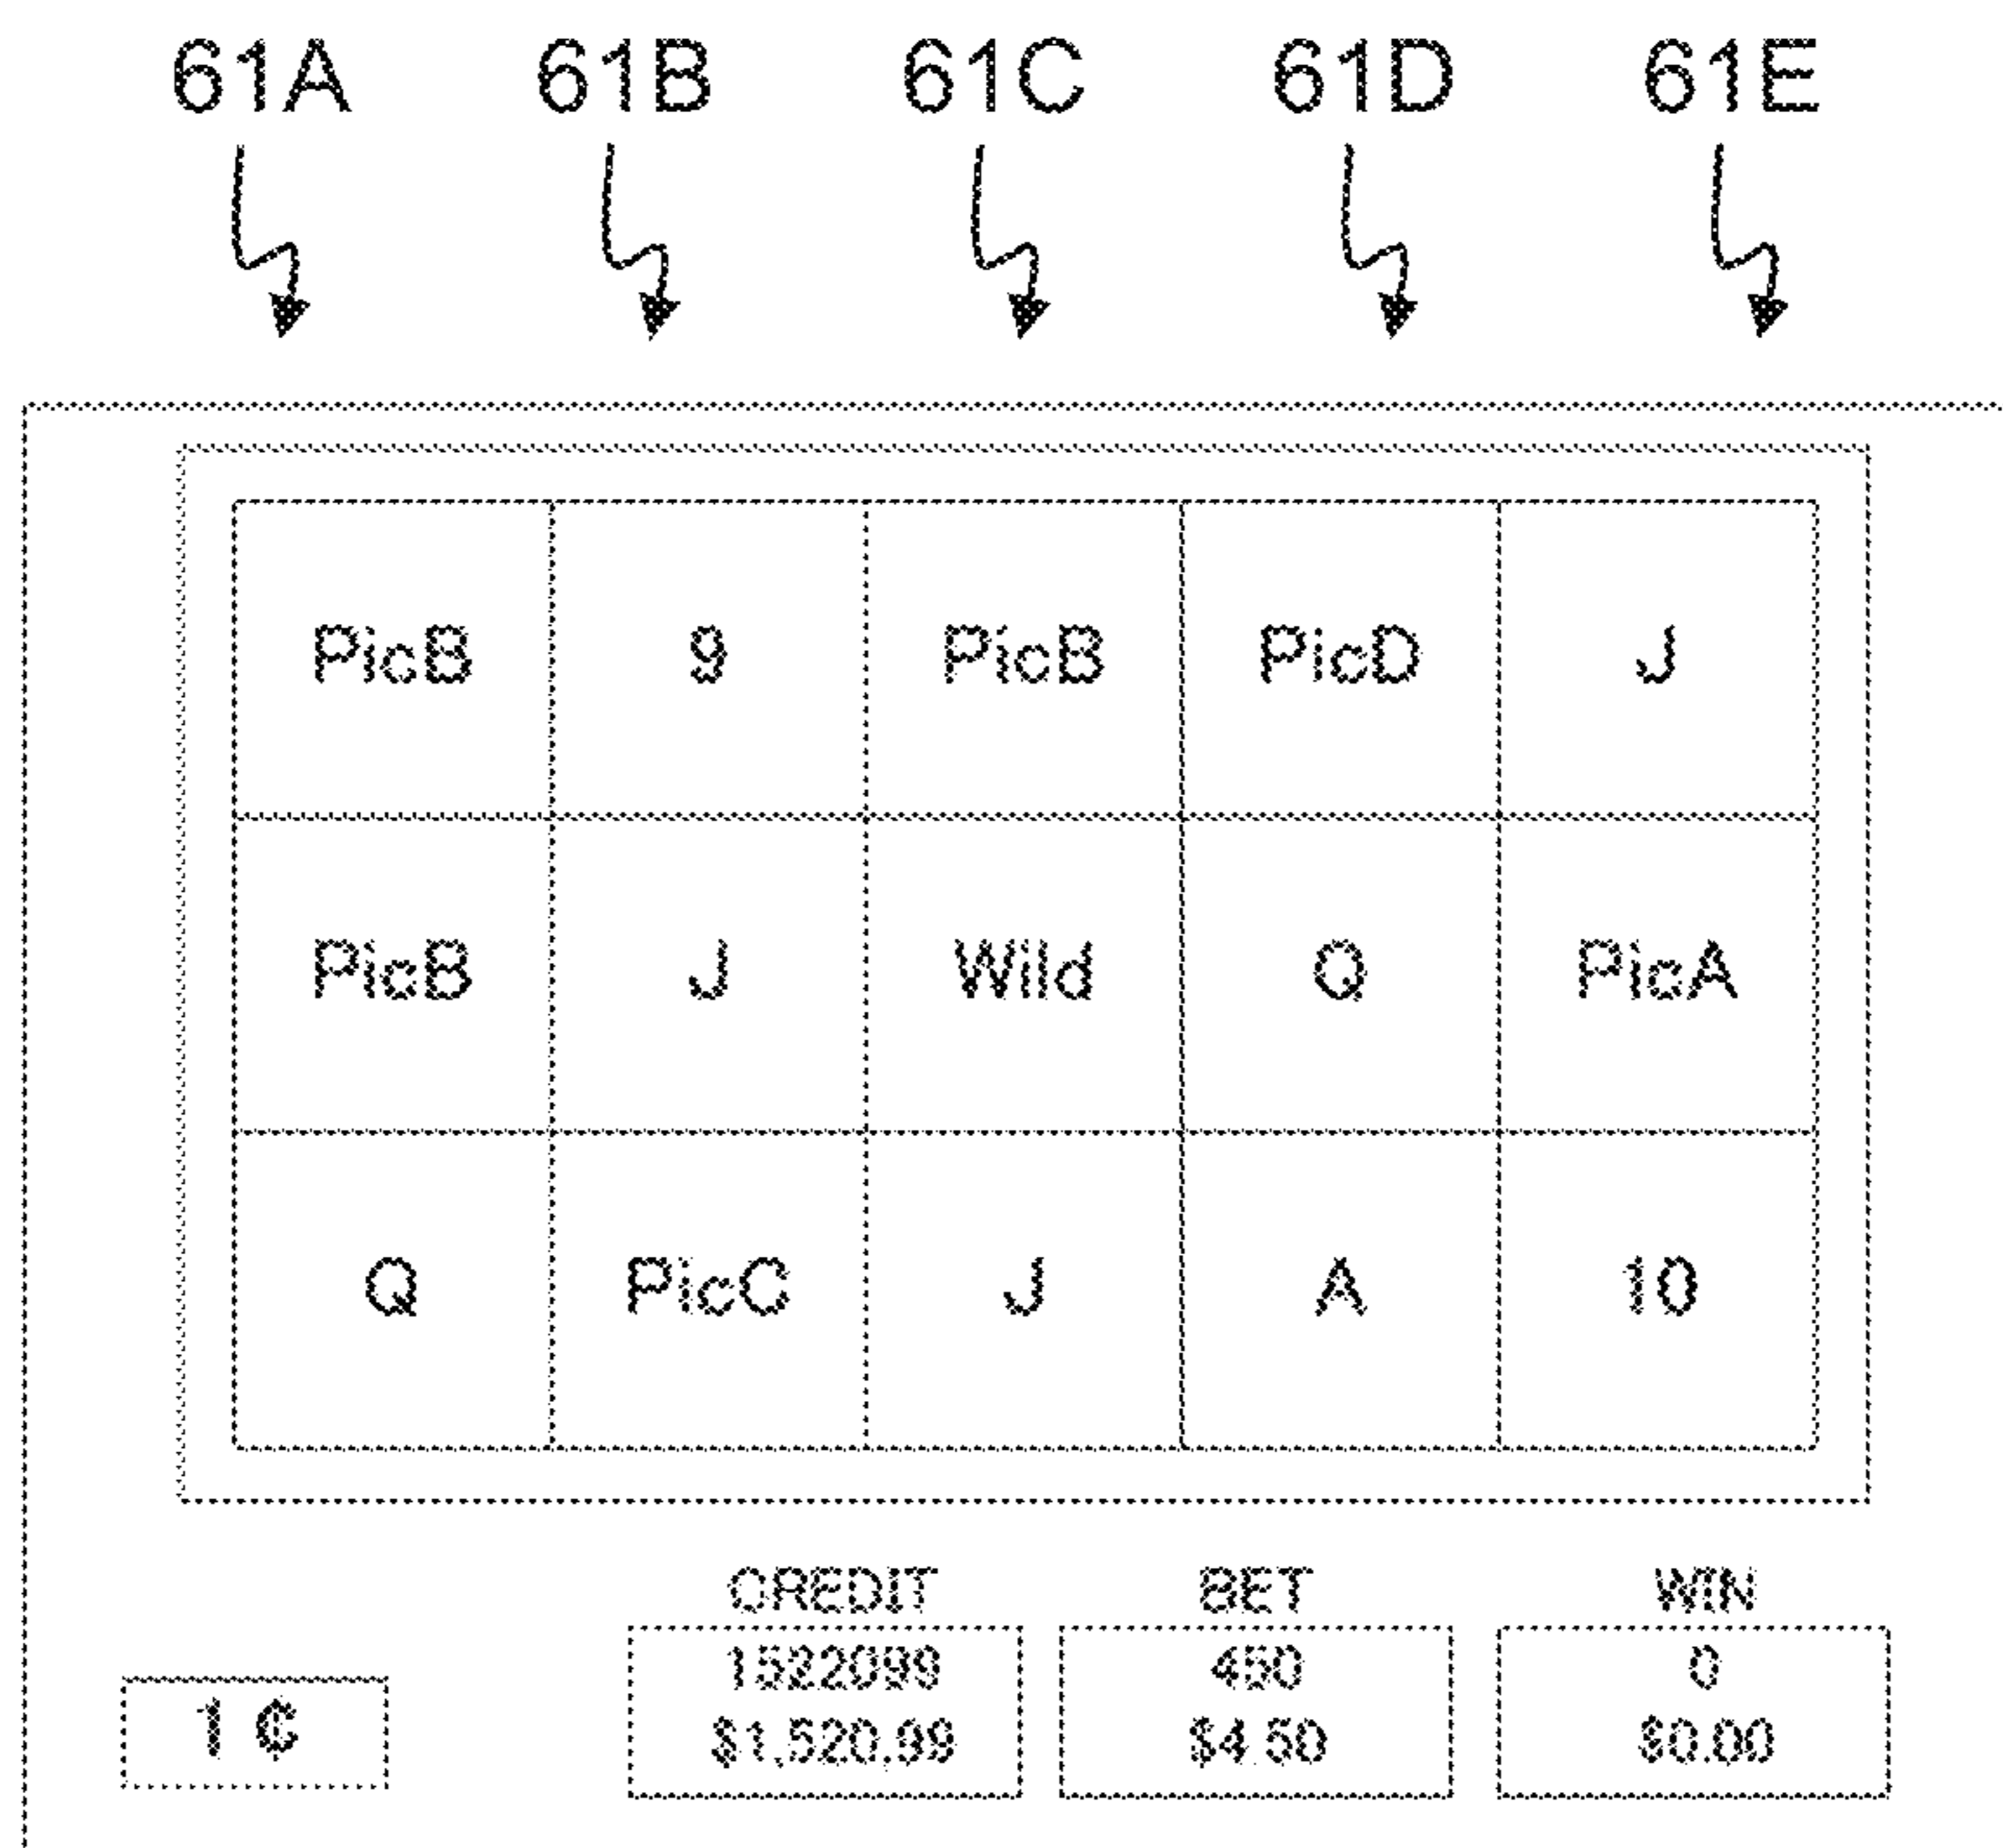 61A 61B 61C 61D 61E
PicB 9 PicB PicD J
PicB J Wild Q PicA
Q PicC J A 10
CREDIT BET WIN
1522099 450 0
1 ¢ $1,520.99 $4.50 $0.00